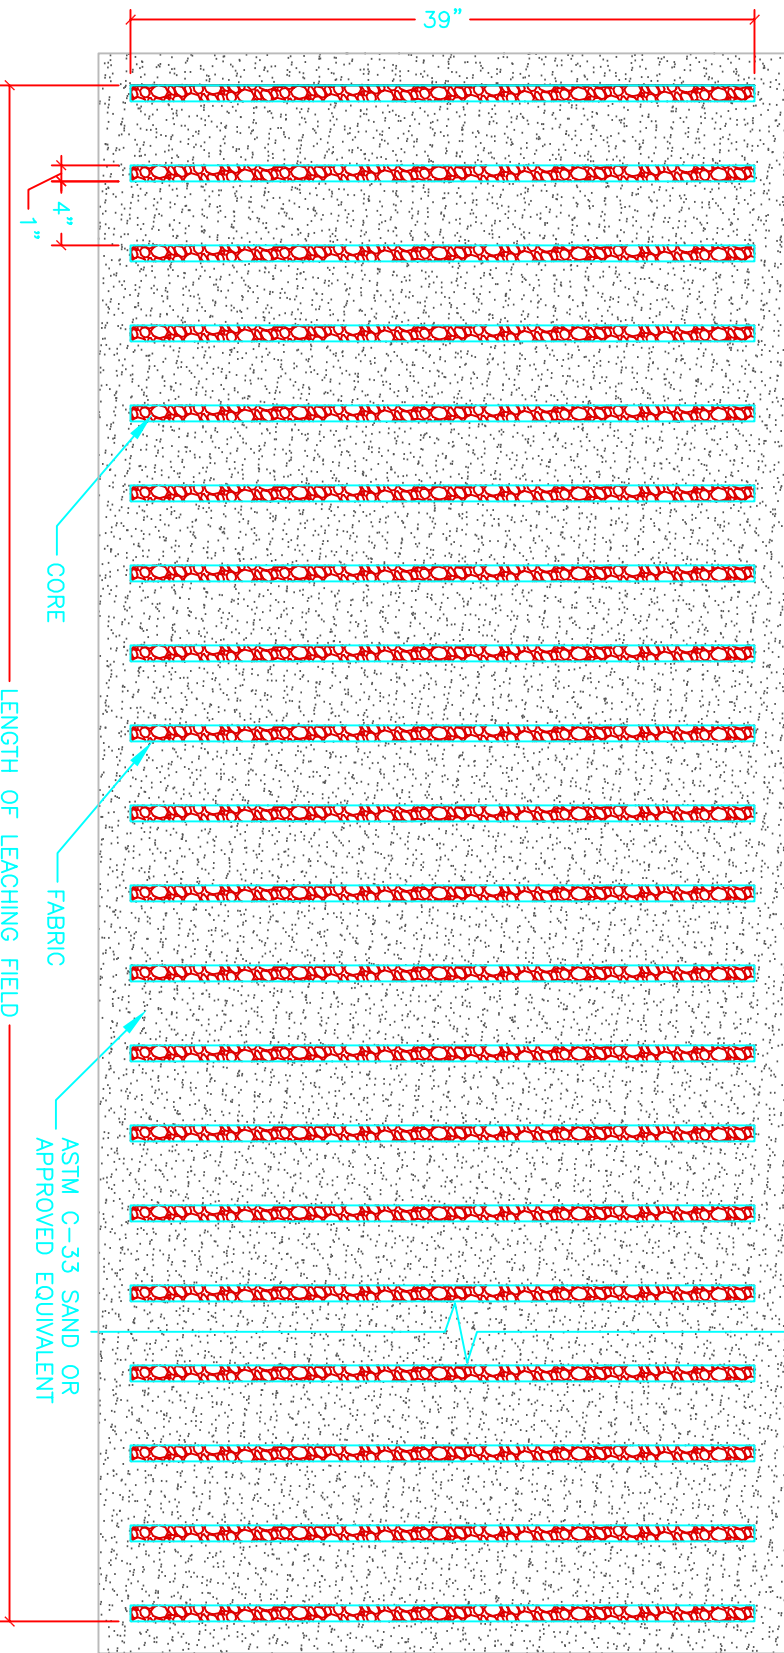 39"
4"
1"
CORE
FABRIC
ASTM C-33 SAND OR
APPROVED EQUIVALENT
LENGTH OF LEACHING FIELD